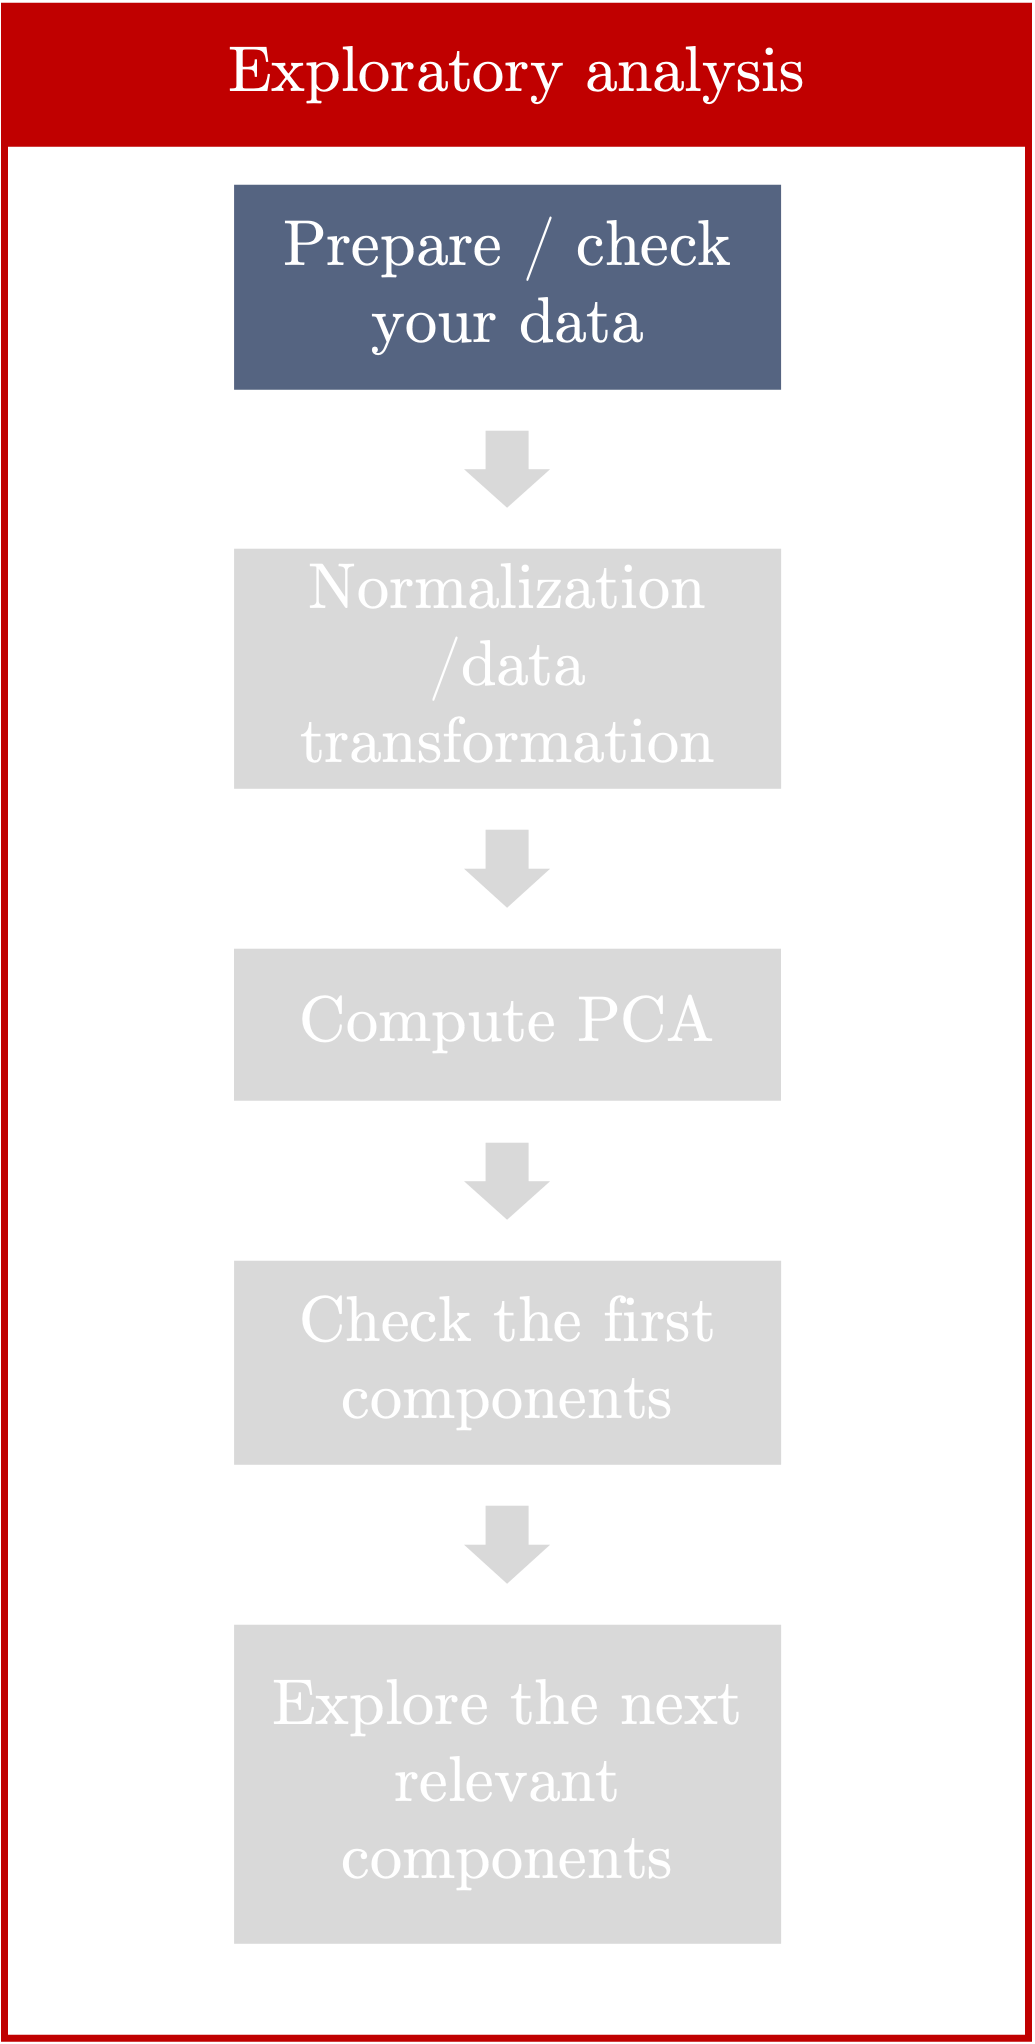 Exploratory analysis
Prepare / check
your data
Normalization
/data
transformation
Compute PCA
Check the first
components
Explore the next
relevant
components